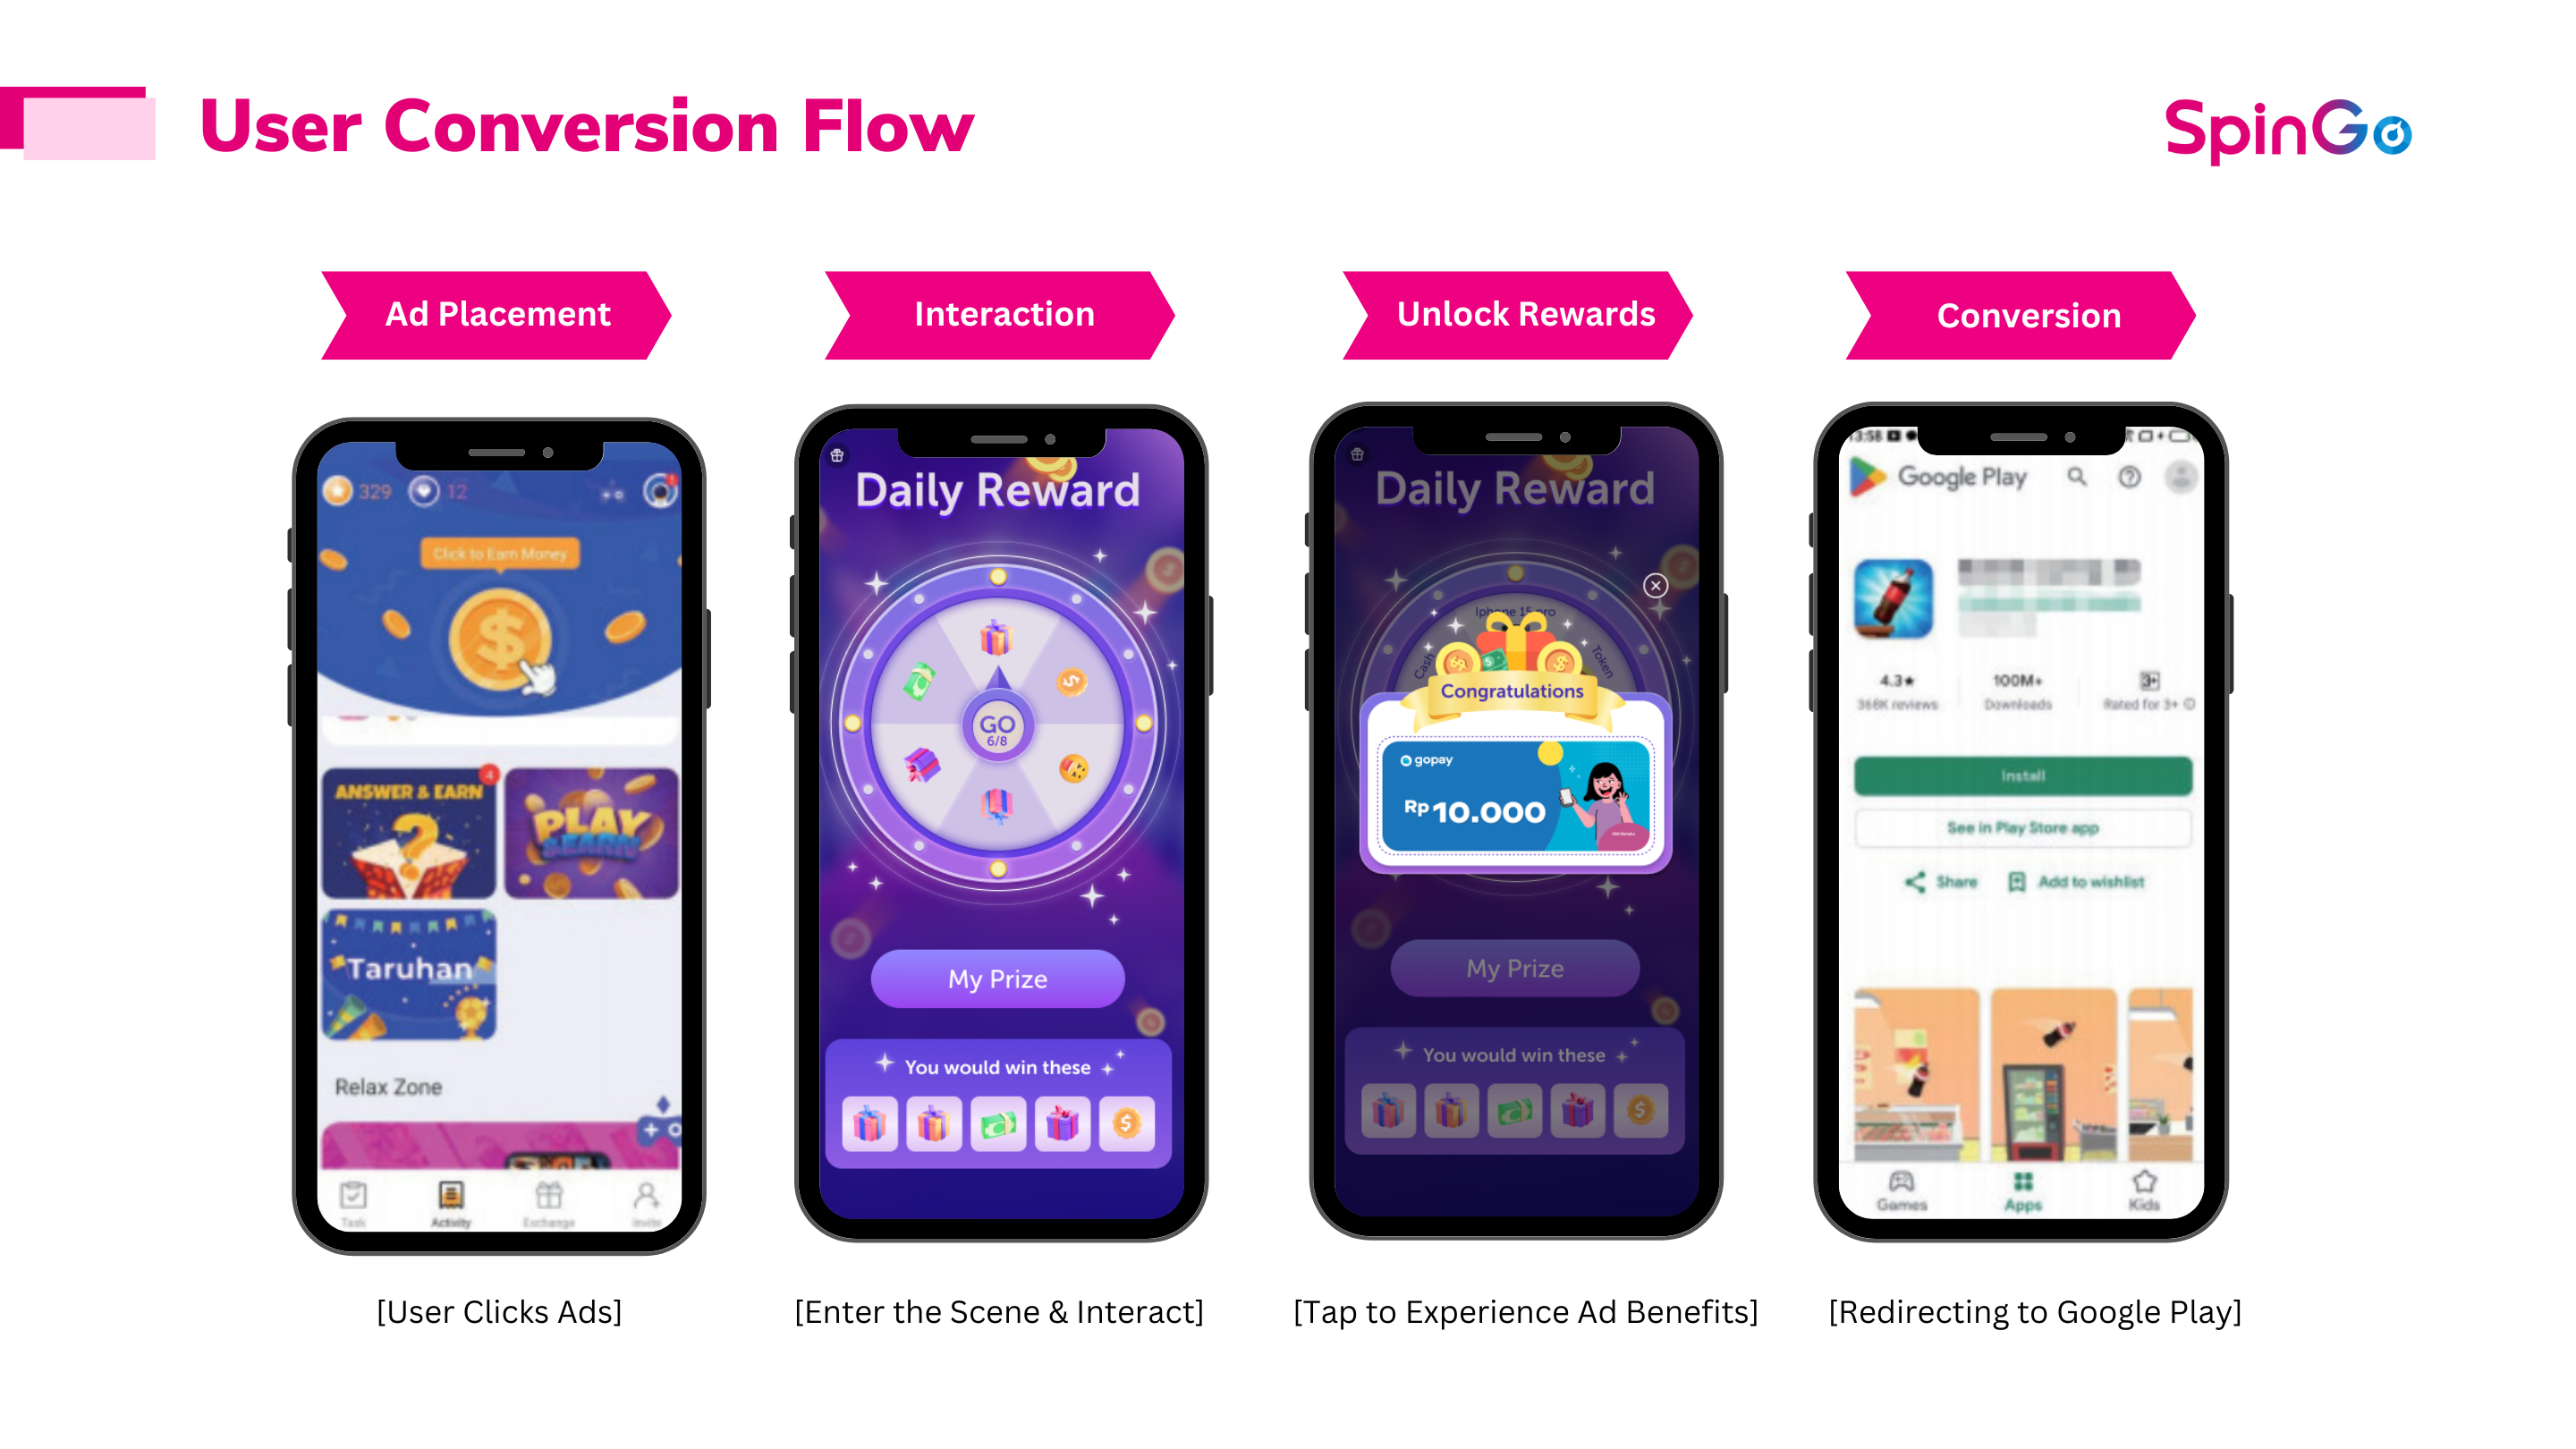 User Conversion Flow
SpinGo
Ad Placement
Interaction
Unlock Rewards
Conversion
329
12
Click to Earn Money
ANSWER & EARN
4
PLAY
& EARN
Taruhan
Relax Zone
Task
Activity
Exchange
Invite
Daily Reward
GO
6/8
My Prize
You would win these
Daily Reward
Iphone 15 pro
Cash
Token
Congratulations
gopay
Rp 10.000
My Prize
You would win these
13:58
Google Play
4.3★
100M+
3+
368K reviews
Downloads
Rated for 3+
Install
See in Play Store app
Share
Add to wishlist
Games
Apps
Kids
[User Clicks Ads]
[Enter the Scene & Interact]
[Tap to Experience Ad Benefits]
[Redirecting to Google Play]